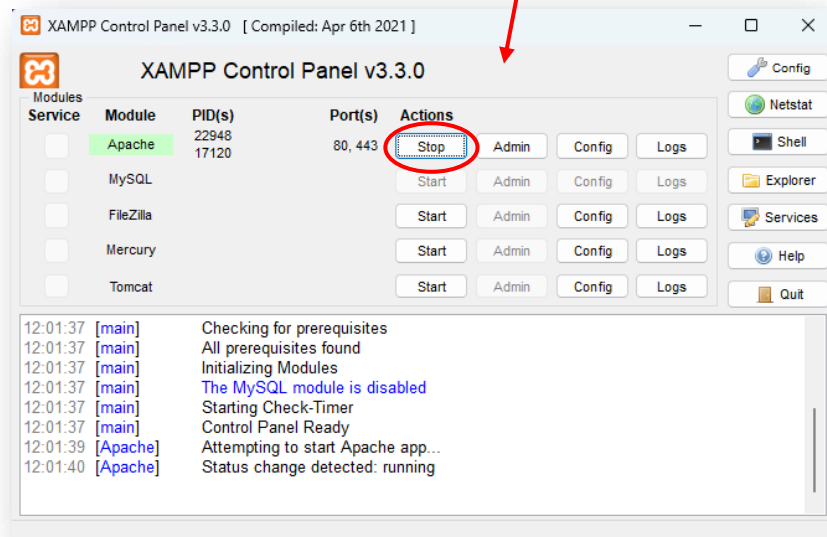 XAMPP Control Panel v3.3.0 [ Compiled: Apr 6th 2021 ]
XAMPP Control Panel v3.3.0
Config
Modules
Service Module PID(s) Port(s) Actions
Netstat
Apache 22948 17120 80, 443 Stop Admin Config Logs
Shell
MySQL Start Admin Config Logs
Explorer
FileZilla Start Admin Config Logs
Services
Mercury Start Admin Config Logs
Help
Tomcat Start Admin Config Logs
Quit
12:01:37 [main] Checking for prerequisites
12:01:37 [main] All prerequisites found
12:01:37 [main] Initializing Modules
12:01:37 [main] The MySQL module is disabled
12:01:37 [main] Starting Check-Timer
12:01:37 [main] Control Panel Ready
12:01:39 [Apache] Attempting to start Apache app...
12:01:40 [Apache] Status change detected: running